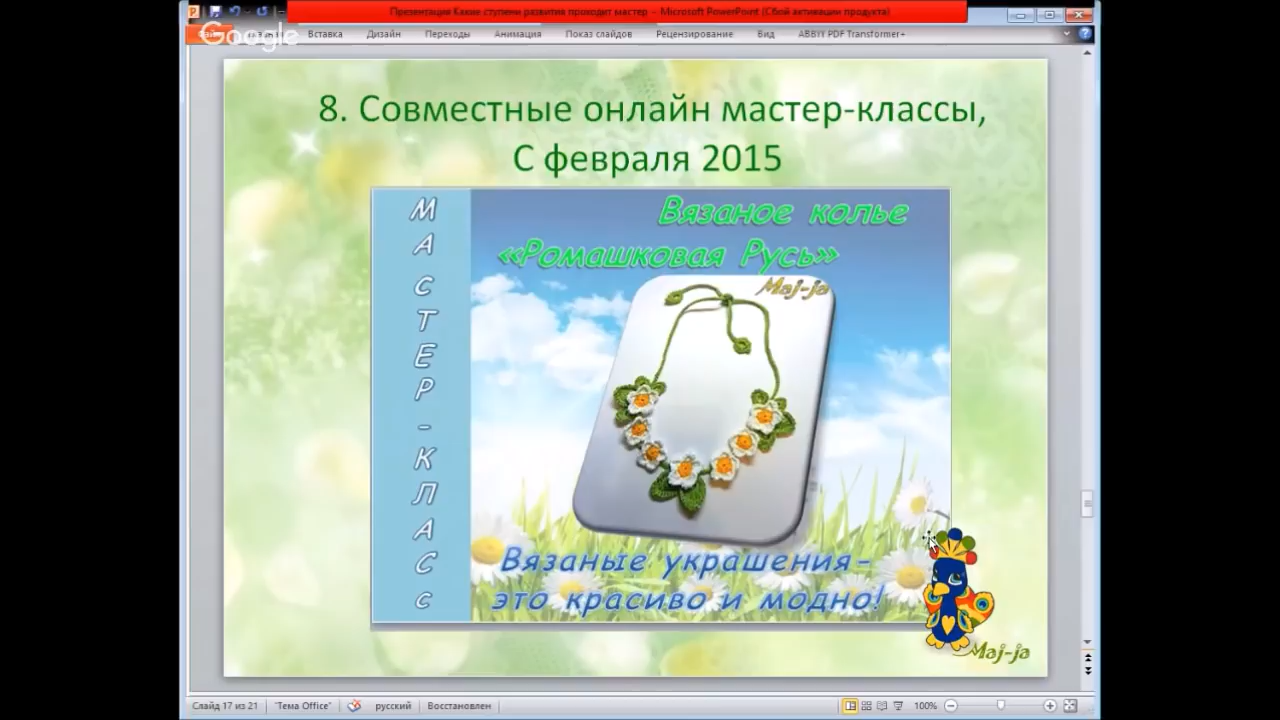 Презентация Какие ступени развития проходит мастер - Microsoft PowerPoint (Сбой активации продукта)
Google
Вставка Дизайн Переходы Анимация Показ слайдов Рецензирование Вид ABBYY PDF Transformer+
8. Совместные онлайн мастер-классы,
С февраля 2015
МАСТЕР-КЛАСС
Вязаное колье
«Ромашковая Русь»
Maj-ja
Вязаные украшения-
это красиво и модно!
Maj-ja
Слайд 17 из 21 "Тема Office" русский Восстановлен 100%